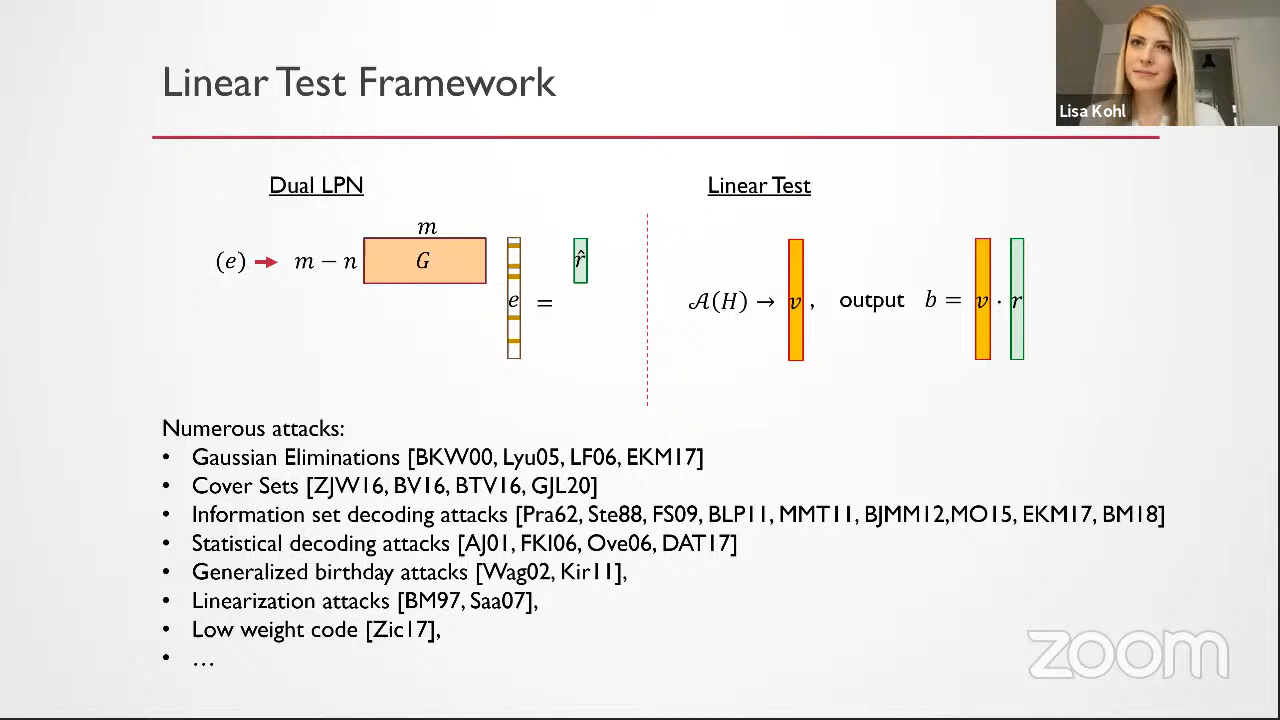 Linear Test Framework
Lisa Kohl
Dual LPN
m
(e) → m − n G e = r̂
Linear Test
𝒜(H) → v , output b = v · r
Numerous attacks:
• Gaussian Eliminations [BKW00, Lyu05, LF06, EKM17]
• Cover Sets [ZJW16, BV16, BTV16, GJL20]
• Information set decoding attacks [Pra62, Ste88, FS09, BLP11, MMT11, BJMM12,MO15, EKM17, BM18]
• Statistical decoding attacks [AJ01, FKI06, Ove06, DAT17]
• Generalized birthday attacks [Wag02, Kir11],
• Linearization attacks [BM97, Saa07],
• Low weight code [Zic17],
• …
zoom